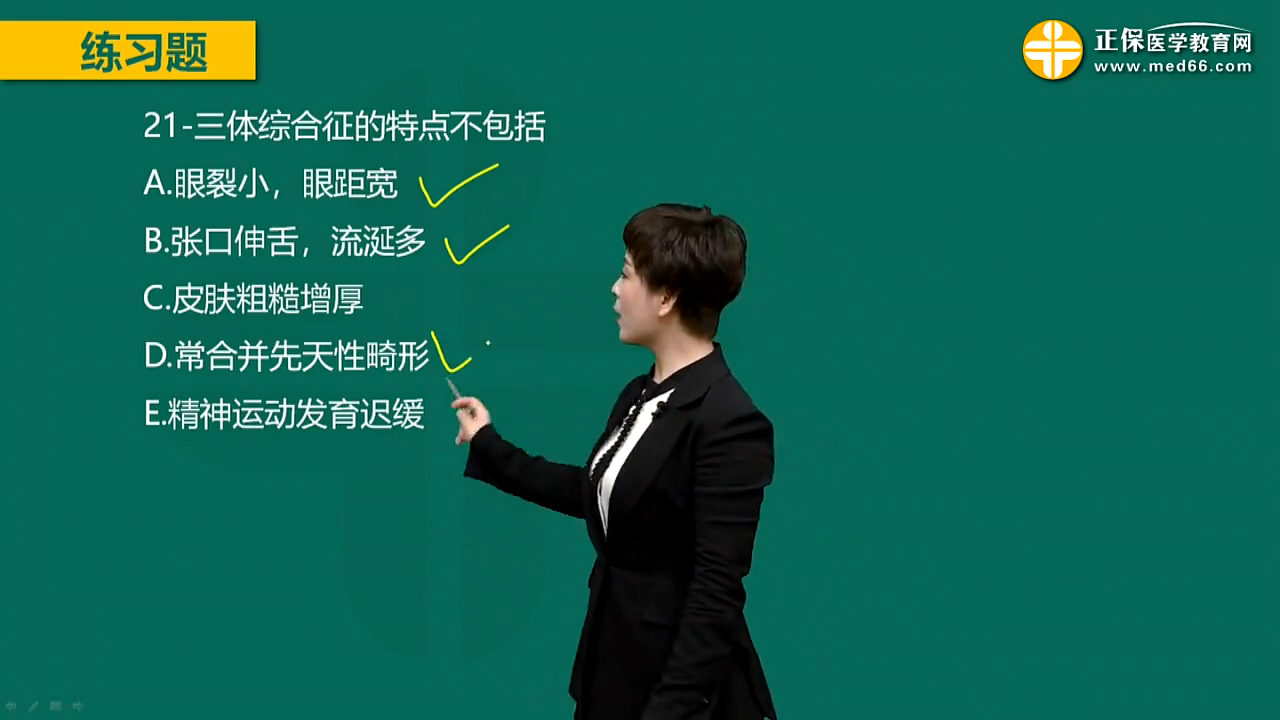 练习题
正保医学教育网
www.med66.com
21-三体综合征的特点不包括
A.眼裂小，眼距宽
B.张口伸舌，流涎多
C.皮肤粗糙增厚
D.常合并先天性畸形
E.精神运动发育迟缓